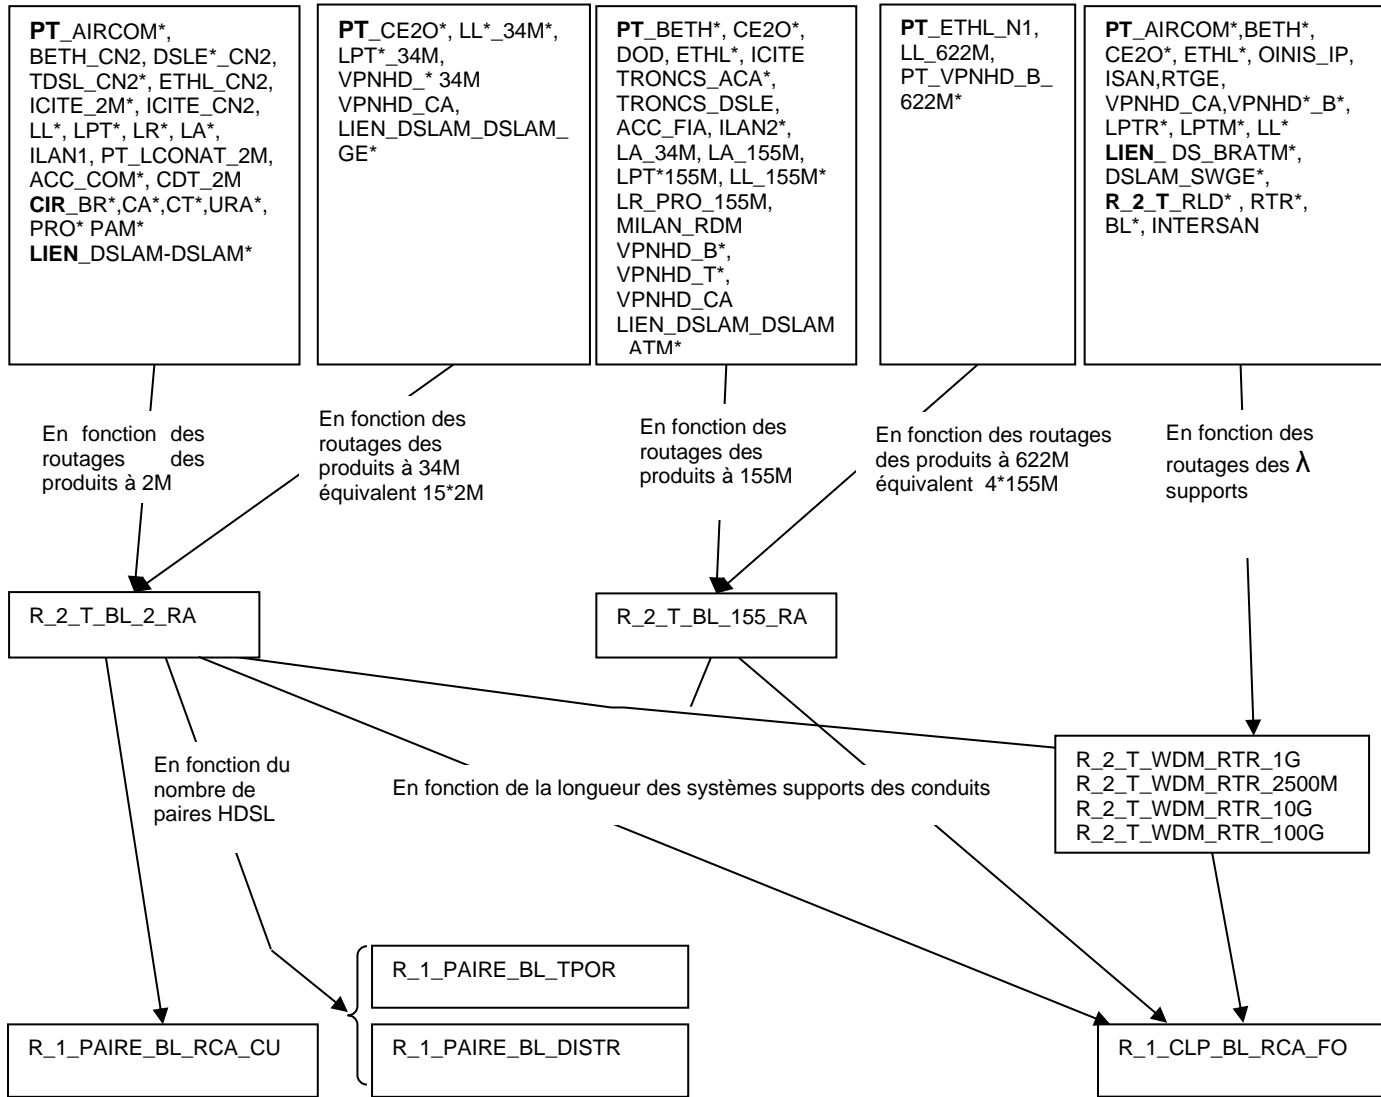 PT_AIRCOM*,
BETH_CN2, DSLE*_CN2,
TDSL_CN2*, ETHL_CN2,
ICITE_2M*, ICITE_CN2,
LL*, LPT*, LR*, LA*,
ILAN1, PT_LCONAT_2M,
ACC_COM*, CDT_2M
CIR_BR*,CA*,CT*,URA*,
PRO* PAM*
LIEN_DSLAM-DSLAM*
PT_CE2O*, LL*_34M*,
LPT*_34M,
VPNHD_* 34M
VPNHD_CA,
LIEN_DSLAM_DSLAM_
GE*
PT_BETH*, CE2O*,
DOD, ETHL*, ICITE
TRONCS_ACA*,
TRONCS_DSLE,
ACC_FIA, ILAN2*,
LA_34M, LA_155M,
LPT*155M, LL_155M*
LR_PRO_155M,
MILAN_RDM
VPNHD_B*,
VPNHD_T*,
VPNHD_CA
LIEN_DSLAM_DSLAM
_ATM*
PT_ETHL_N1,
LL_622M,
PT_VPNHD_B_
622M*
PT_AIRCOM*,BETH*,
CE2O*, ETHL*, OINIS_IP,
ISAN,RTGE,
VPNHD_CA,VPNHD*_B*,
LPTR*, LPTM*, LL*
LIEN_ DS_BRATM*,
DSLAM_SWGE*,
R_2_T_RLD* , RTR*,
BL*, INTERSAN
En fonction des
routages des
produits à 2M
En fonction des
routages des
produits à 34M
équivalent 15*2M
En fonction des
routages des
produits à 155M
En fonction des routages
des produits à 622M
équivalent 4*155M
En fonction des
routages des λ
supports
R_2_T_BL_2_RA
R_2_T_BL_155_RA
R_2_T_WDM_RTR_1G
R_2_T_WDM_RTR_2500M
R_2_T_WDM_RTR_10G
R_2_T_WDM_RTR_100G
En fonction du
nombre de
paires HDSL
En fonction de la longueur des systèmes supports des conduits
R_1_PAIRE_BL_TPOR
R_1_PAIRE_BL_RCA_CU
R_1_PAIRE_BL_DISTR
R_1_CLP_BL_RCA_FO